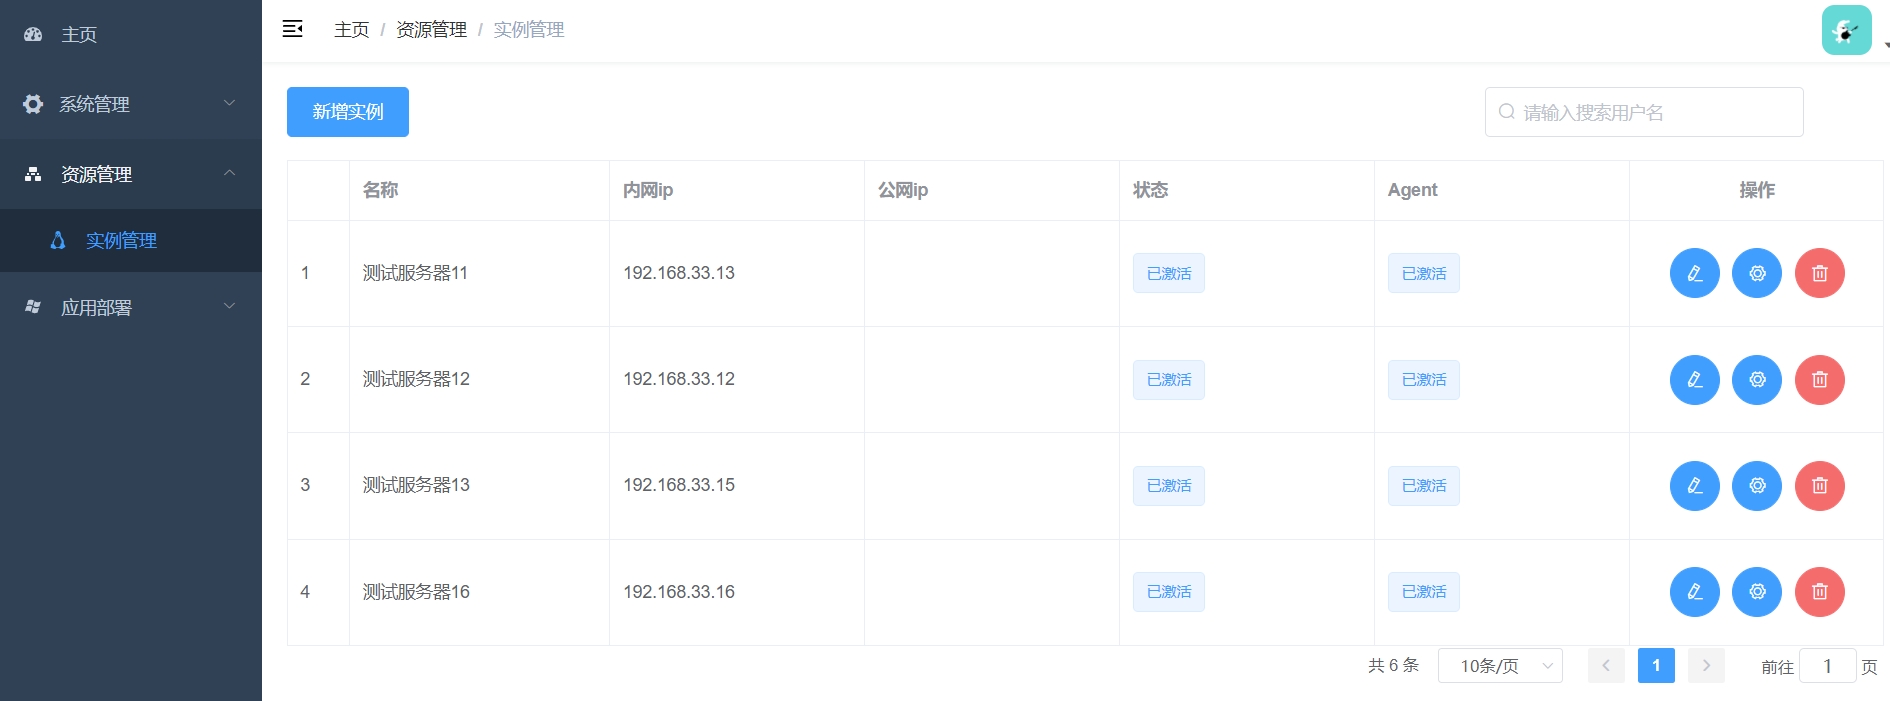 主页
系统管理
资源管理
实例管理
应用部署
主页 / 资源管理 / 实例管理
新增实例
请输入搜索用户名
名称 内网ip 公网ip 状态 Agent 操作
1 测试服务器11 192.168.33.13 已激活 已激活
2 测试服务器12 192.168.33.12 已激活 已激活
3 测试服务器13 192.168.33.15 已激活 已激活
4 测试服务器16 192.168.33.16 已激活 已激活
共 6 条 10条/页 1 前往 1 页